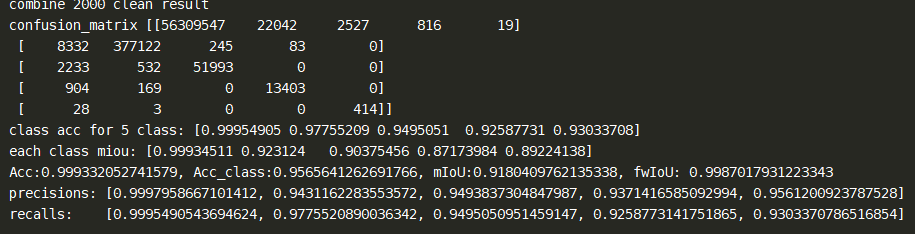 combine 2000 clean result
confusion_matrix [[56309547 22042 2527 816 19]
[ 8332 377122 245 83 0]
[ 2233 532 51993 0 0]
[ 904 169 0 13403 0]
[ 28 3 0 0 414]]
class acc for 5 class: [0.99954905 0.97755209 0.9495051 0.92587731 0.93033708]
each class miou: [0.99934511 0.923124 0.90375456 0.87173984 0.89224138]
Acc:0.999332052741579, Acc_class:0.9565641262691766, mIoU:0.9180409762135338, fwIoU: 0.9987017931223343
precisions: [0.9997958667101412, 0.9431162283553572, 0.9493837304847987, 0.9371416585092994, 0.9561200923787528]
recalls: [0.9995490543694624, 0.9775520890036342, 0.9495050951459147, 0.9258773141751865, 0.9303370786516854]